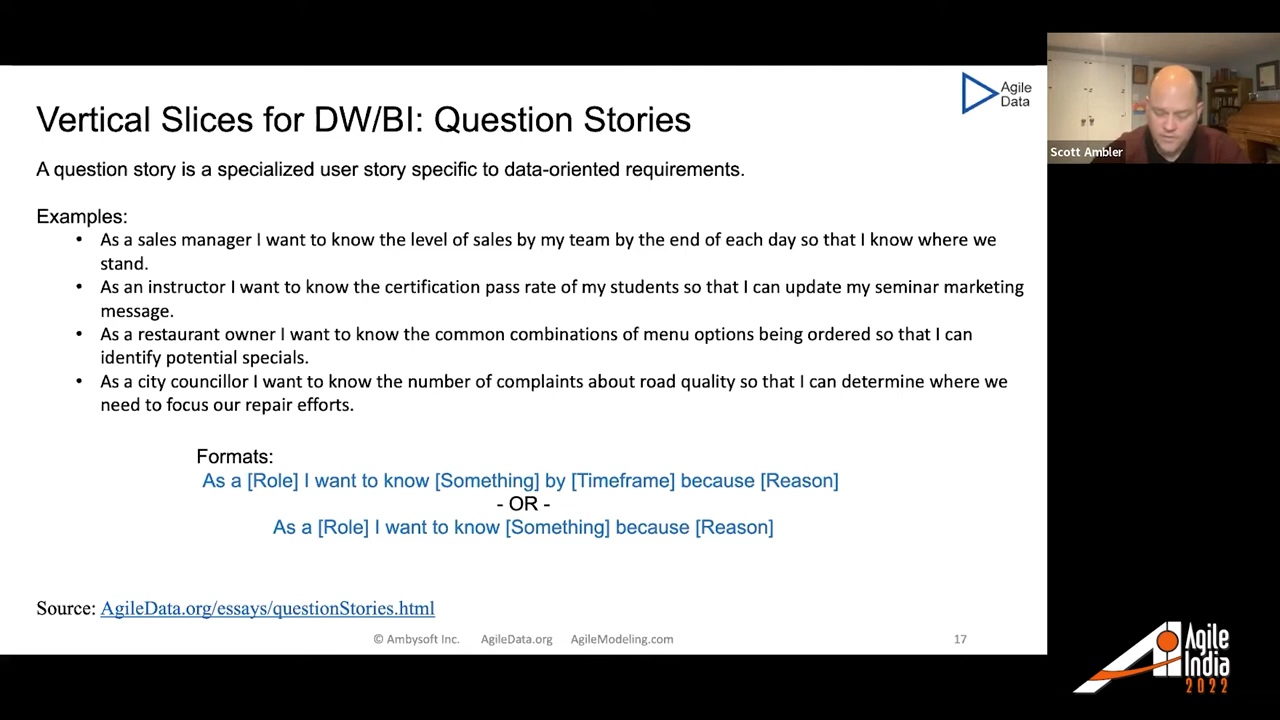 Agile
Data
Vertical Slices for DW/BI: Question Stories
A question story is a specialized user story specific to data-oriented requirements.
Examples:
• As a sales manager I want to know the level of sales by my team by the end of each day so that I know where we
stand.
• As an instructor I want to know the certification pass rate of my students so that I can update my seminar marketing
message.
• As a restaurant owner I want to know the common combinations of menu options being ordered so that I can
identify potential specials.
• As a city councillor I want to know the number of complaints about road quality so that I can determine where we
need to focus our repair efforts.
Formats:
As a [Role] I want to know [Something] by [Timeframe] because [Reason]
- OR -
As a [Role] I want to know [Something] because [Reason]
Source: AgileData.org/essays/questionStories.html
© Ambysoft Inc. AgileData.org AgileModeling.com 17
Scott Ambler
Agile
India
2022